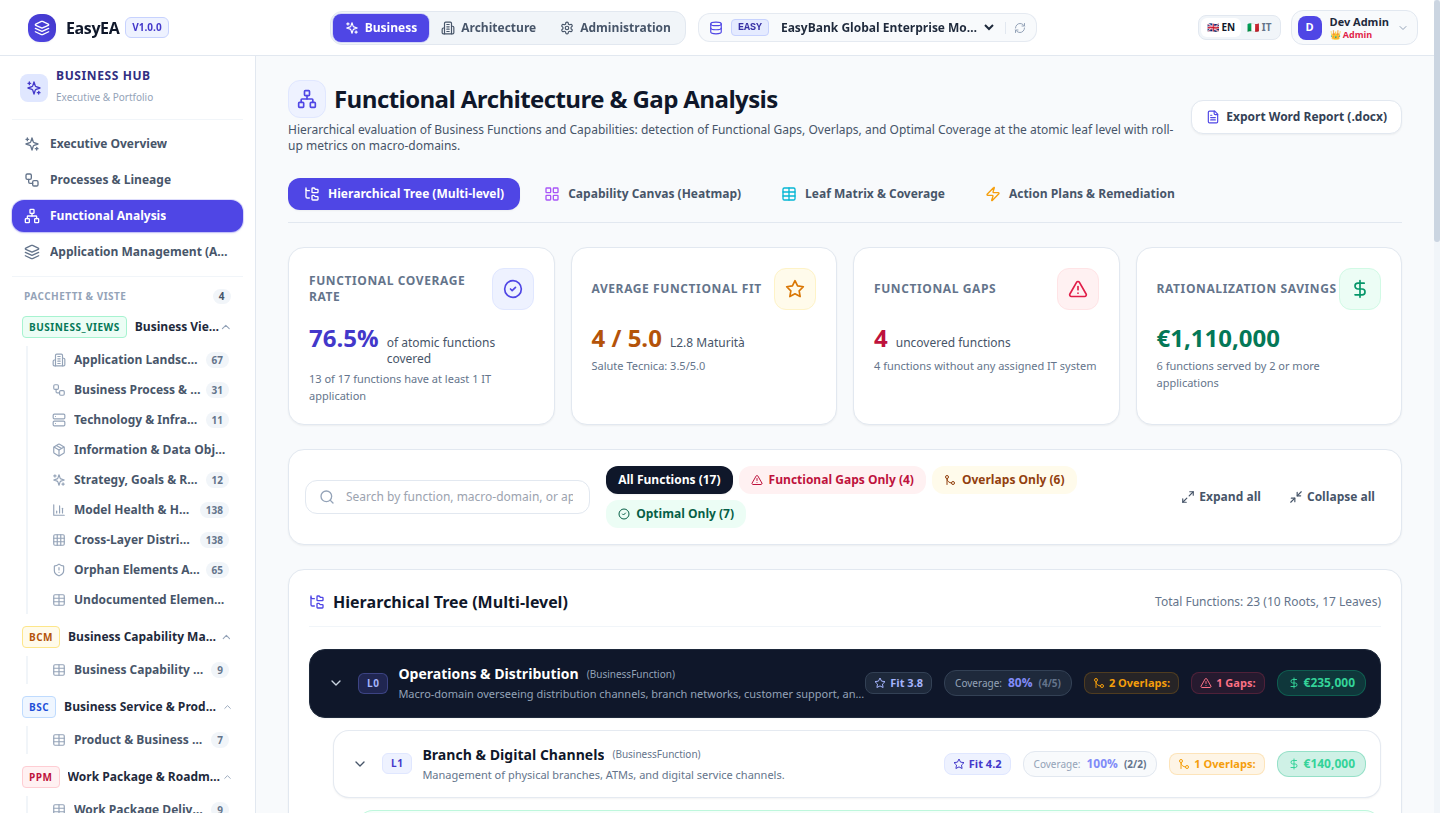 EasyEA
V1.0.0
Business
Architecture
Administration
EASY
EasyBank Global Enterprise Mo...
🇬🇧 EN
🇮🇹 IT
D
Dev Admin
👑 Admin
BUSINESS HUB
Executive & Portfolio
Executive Overview
Processes & Lineage
Functional Analysis
Application Management (A...
PACCHETTI & VISTE
4
BUSINESS_VIEWS
Business Vie...
Application Landsc...
67
Business Process & ...
31
Technology & Infra...
11
Information & Data Obj...
Strategy, Goals & R...
12
Model Health & H...
138
Cross-Layer Distri...
138
Orphan Elements A...
65
Undocumented Elemen...
BCM
Business Capability Ma...
Business Capability ...
9
BSC
Business Service & Prod...
Product & Business ...
7
PPM
Work Package & Roadm...
Work Package Deliv...
9
Functional Architecture & Gap Analysis
Hierarchical evaluation of Business Functions and Capabilities: detection of Functional Gaps, Overlaps, and Optimal Coverage at the atomic leaf level with roll-
up metrics on macro-domains.
Export Word Report (.docx)
Hierarchical Tree (Multi-level)
Capability Canvas (Heatmap)
Leaf Matrix & Coverage
Action Plans & Remediation
FUNCTIONAL COVERAGE
RATE
76.5%
of atomic functions
covered
13 of 17 functions have at least 1 IT
application
AVERAGE FUNCTIONAL FIT
4 / 5.0
L2.8 Maturità
Salute Tecnica: 3.5/5.0
FUNCTIONAL GAPS
4
uncovered functions
4 functions without any assigned IT system
RATIONALIZATION SAVINGS
€1,110,000
6 functions served by 2 or more
applications
Search by function, macro-domain, or ap
All Functions (17)
Functional Gaps Only (4)
Overlaps Only (6)
Optimal Only (7)
Expand all
Collapse all
Hierarchical Tree (Multi-level)
Total Functions: 23 (10 Roots, 17 Leaves)
L0
Operations & Distribution
(BusinessFunction)
Macro-domain overseeing distribution channels, branch networks, customer support, an...
Fit 3.8
Coverage: 80% (4/5)
2 Overlaps:
1 Gaps:
€235,000
L1
Branch & Digital Channels
(BusinessFunction)
Management of physical branches, ATMs, and digital service channels.
Fit 4.2
Coverage: 100% (2/2)
1 Overlaps:
€140,000